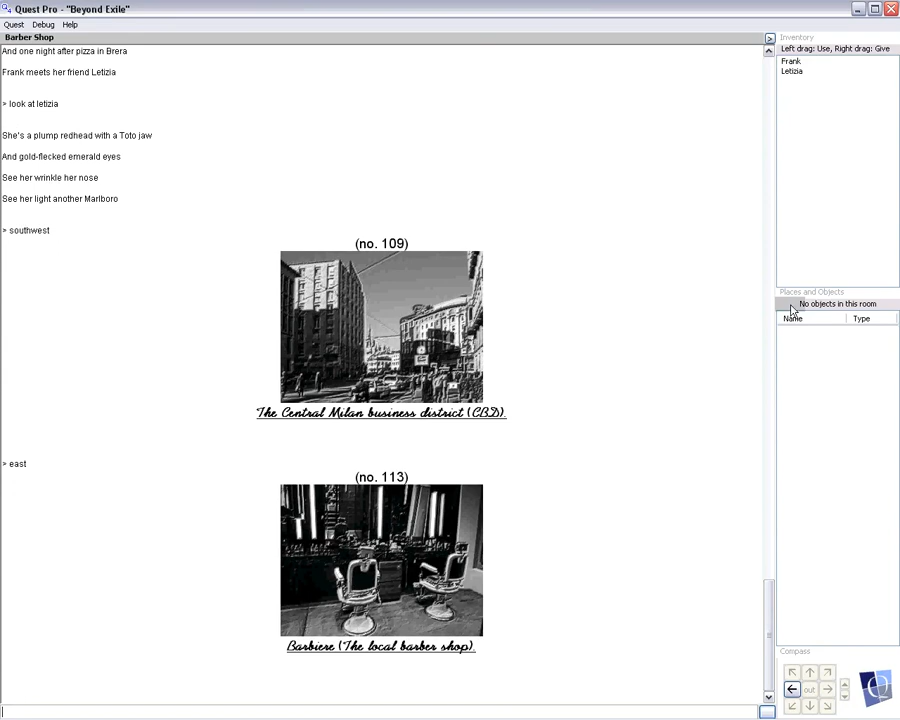 Quest Pro - "Beyond Exile"
Quest Debug Help
Barber Shop
And one night after pizza in Brera
Frank meets her friend Letizia
> look at letizia
She's a plump redhead with a Toto jaw
And gold-flecked emerald eyes
See her wrinkle her nose
See her light another Marlboro
> southwest
(no. 109)
The Central Milan business district (CBD).
> east
(no. 113)
Barbiere (The local barber shop).
Inventory
Left drag: Use, Right drag: Give
Frank
Letizia
Places and Objects
No objects in this room
Name Type
Compass
out